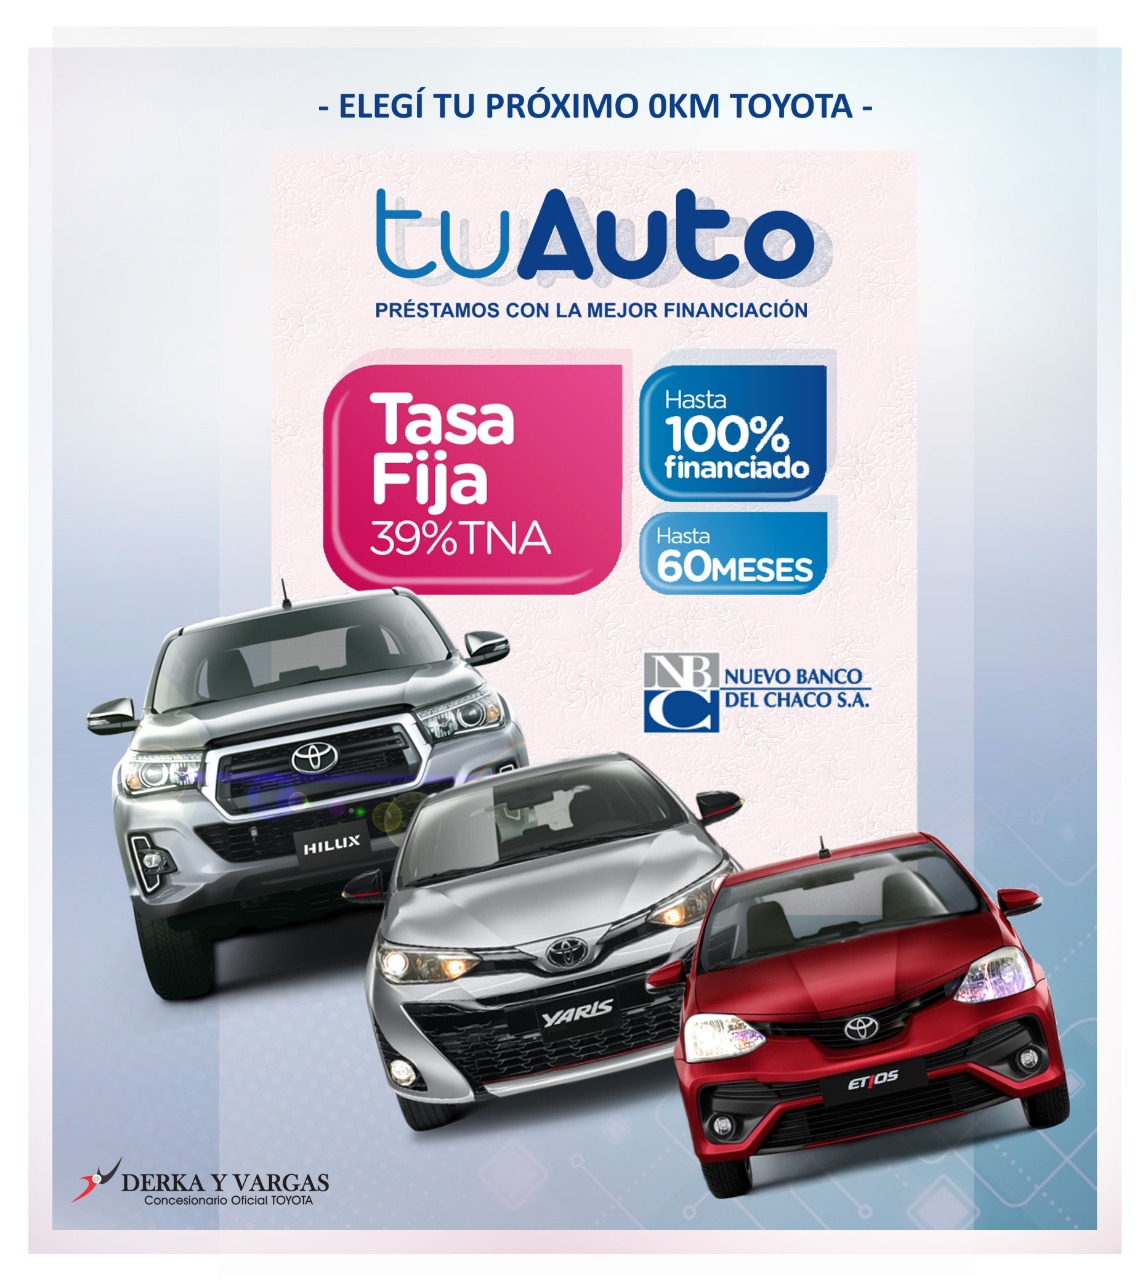 - ELEGÍ TU PRÓXIMO 0KM TOYOTA -
tuAuto
PRÉSTAMOS CON LA MEJOR FINANCIACIÓN
Tasa
Fija
39%TNA
Hasta
100%
financiado
Hasta
60MESES
NBC
NUEVO BANCO
DEL CHACO S.A.
HILUX
YARIS
ETIOS
DERKA Y VARGAS
Concesionario Oficial TOYOTA